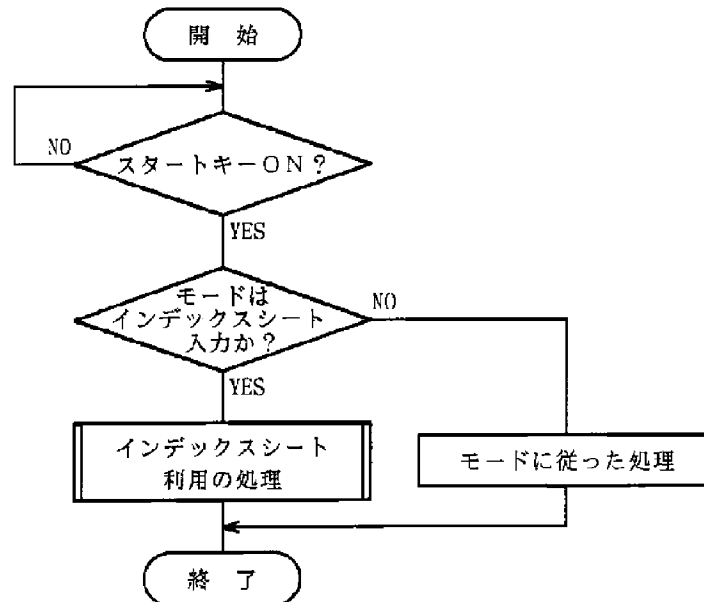 開 始
NO
スタートキーON？
YES
モードは
インデックスシート
入力か？
NO
YES
インデックスシート
利用の処理
モードに従った処理
終 了